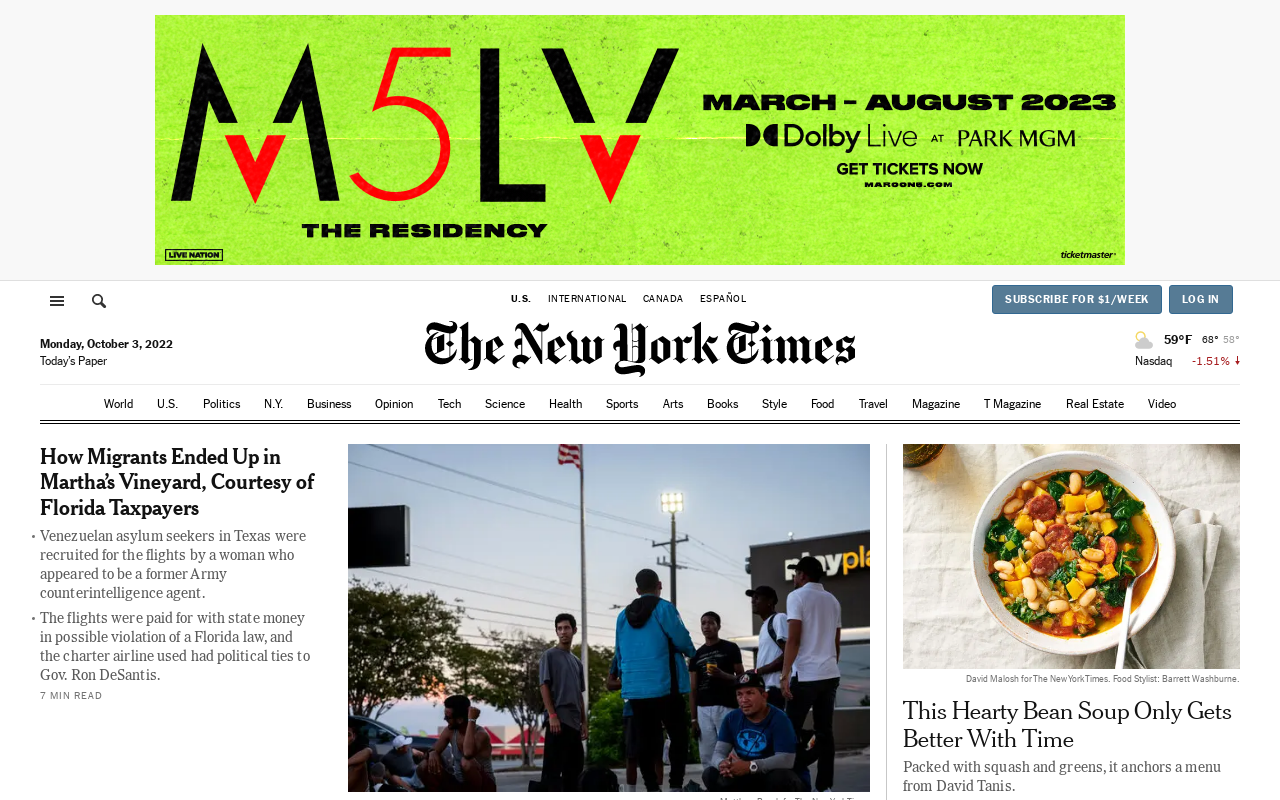 M5LV
THE RESIDENCY
LIVE NATION
MARCH - AUGUST 2023
Dolby Live AT PARK MGM
GET TICKETS NOW
MAROON5.COM
ticketmaster
U.S. INTERNATIONAL CANADA ESPAÑOL
SUBSCRIBE FOR $1/WEEK LOG IN
The New York Times
Monday, October 3, 2022
Today's Paper
59°F 68° 58°
Nasdaq -1.51%
World U.S. Politics N.Y. Business Opinion Tech Science Health Sports Arts Books Style Food Travel Magazine T Magazine Real Estate Video
How Migrants Ended Up in
Martha's Vineyard, Courtesy of
Florida Taxpayers
• Venezuelan asylum seekers in Texas were
recruited for the flights by a woman who
appeared to be a former Army
counterintelligence agent.
• The flights were paid for with state money
in possible violation of a Florida law, and
the charter airline used had political ties to
Gov. Ron DeSantis.
7 MIN READ
David Malosh for The New York Times. Food Stylist: Barrett Washburne.
This Hearty Bean Soup Only Gets
Better With Time
Packed with squash and greens, it anchors a menu
from David Tanis.